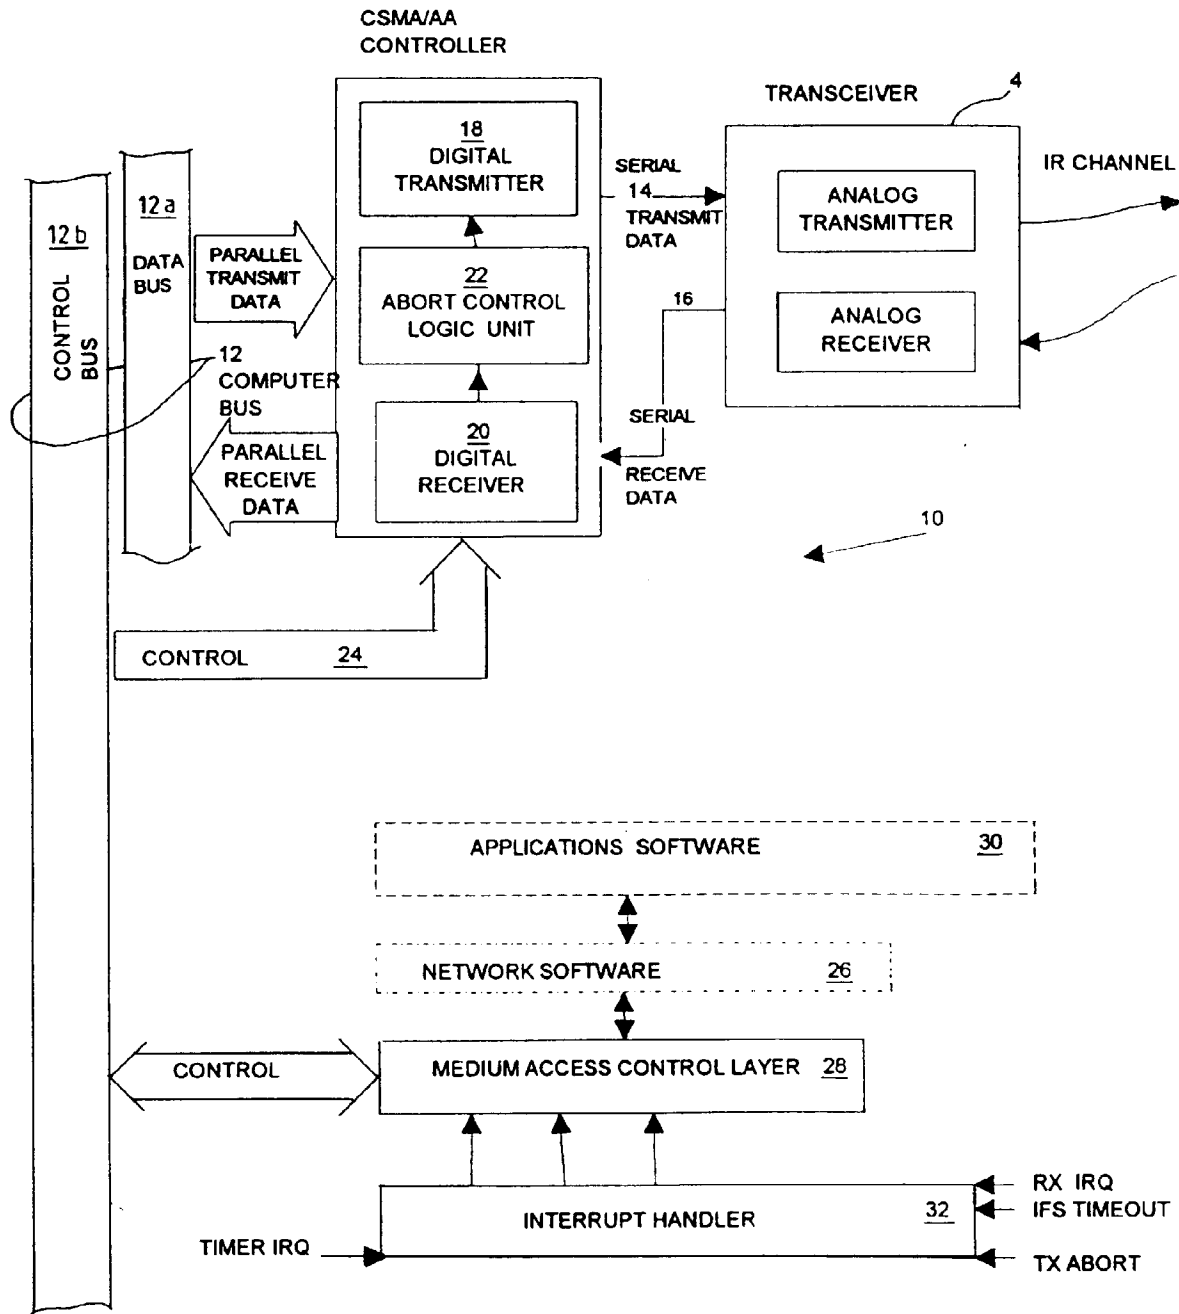 CSMA/AA
CONTROLLER
TRANSCEIVER
4
18
DIGITAL
TRANSMITTER
SERIAL
14
TRANSMIT
DATA
ANALOG
TRANSMITTER
IR CHANNEL
12b
CONTROL
BUS
12a
DATA
BUS
PARALLEL
TRANSMIT
DATA
22
ABORT CONTROL
LOGIC UNIT
16
ANALOG
RECEIVER
12
COMPUTER
BUS
PARALLEL
RECEIVE
DATA
20
DIGITAL
RECEIVER
SERIAL
RECEIVE
DATA
10
CONTROL 24
APPLICATIONS SOFTWARE 30
NETWORK SOFTWARE 26
CONTROL
MEDIUM ACCESS CONTROL LAYER 28
INTERRUPT HANDLER 32
RX IRQ
IFS TIMEOUT
TIMER IRQ
TX ABORT